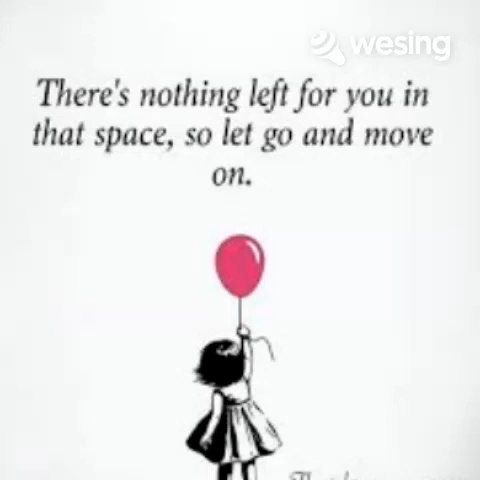 wesing
There's nothing left for you in
that space, so let go and move
on.